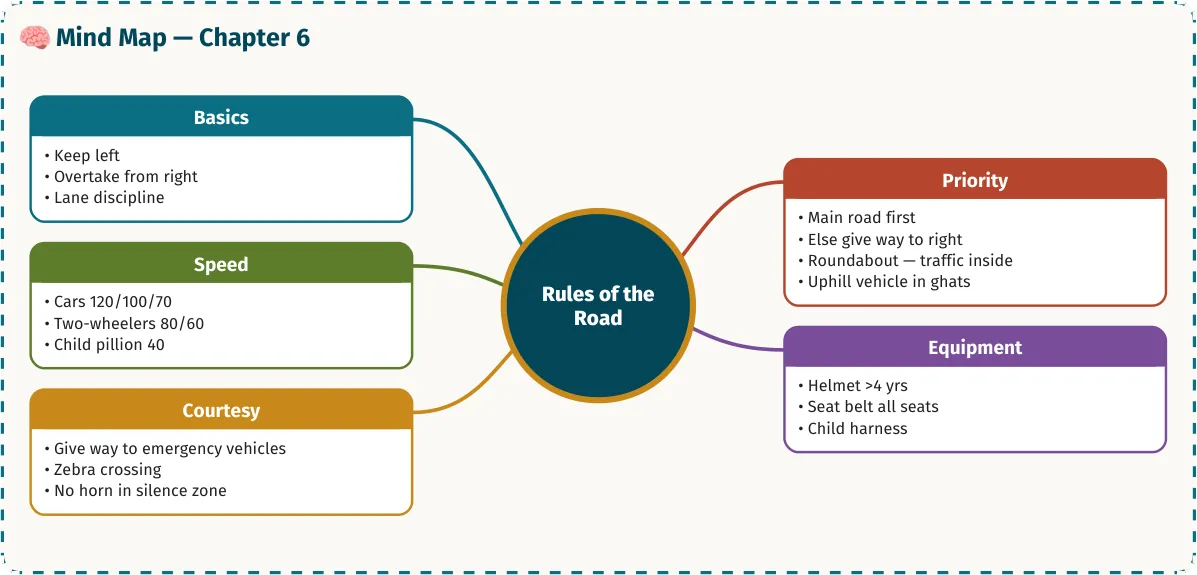 🧠 Mind Map — Chapter 6
Basics
• Keep left
• Overtake from right
• Lane discipline
Speed
• Cars 120/100/70
• Two-wheelers 80/60
• Child pillion 40
Courtesy
• Give way to emergency vehicles
• Zebra crossing
• No horn in silence zone
Rules of the
Road
Priority
• Main road first
• Else give way to right
• Roundabout — traffic inside
• Uphill vehicle in ghats
Equipment
• Helmet >4 yrs
• Seat belt all seats
• Child harness